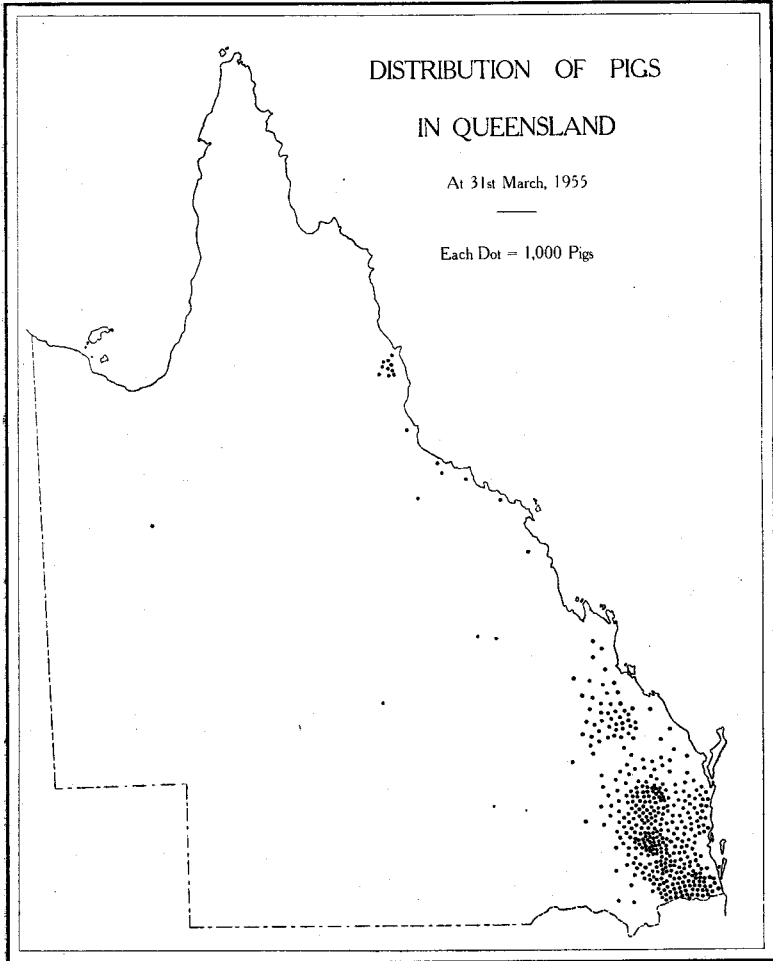 DISTRIBUTION OF PIGS
IN QUEENSLAND
At 31st March, 1955
Each Dot = 1,000 Pigs